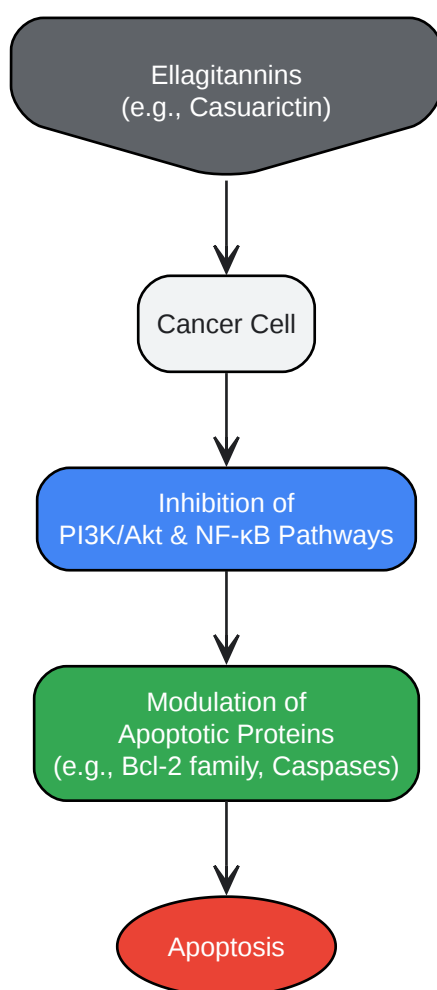 Ellagitannins
(e.g., Casuarictin)
Cancer Cell
Inhibition of
PI3K/Akt & NF-κB Pathways
Modulation of
Apoptotic Proteins
(e.g., Bcl-2 family, Caspases)
Apoptosis